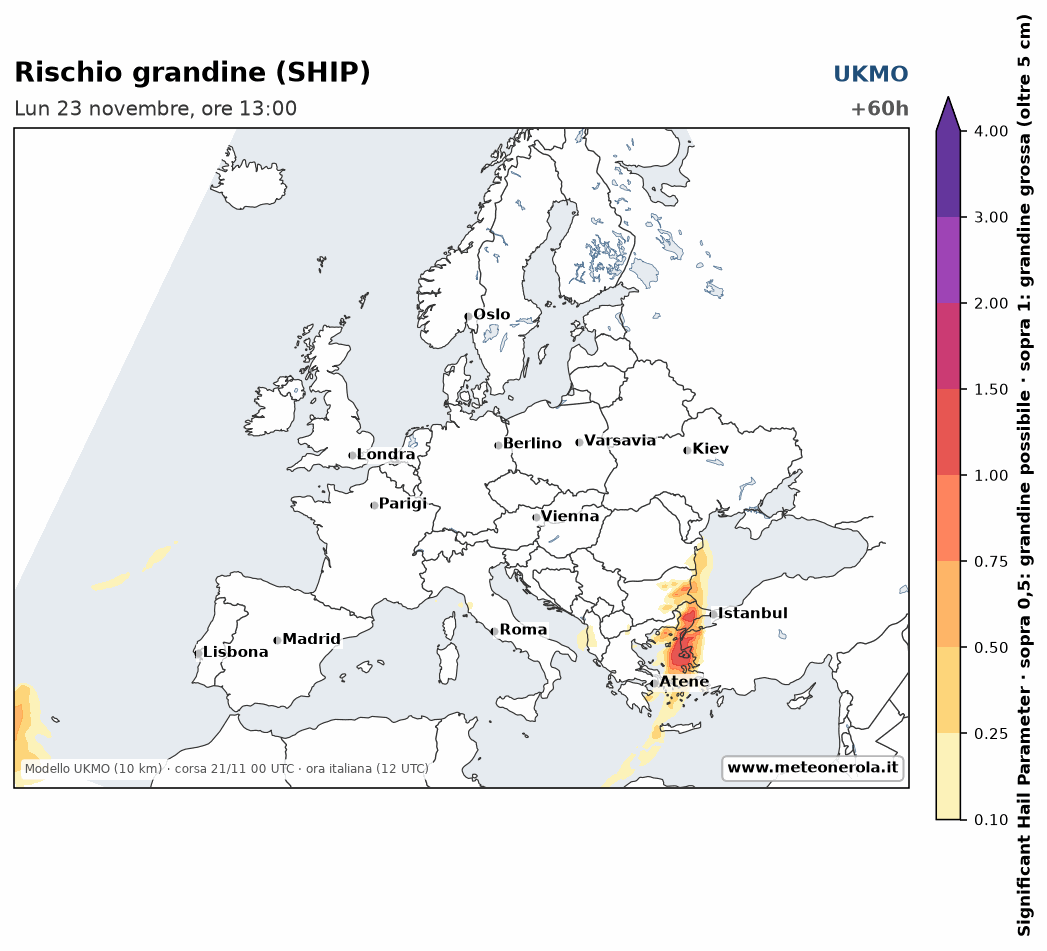 Rischio grandine (SHIP)
UKMO
Lun 23 novembre, ore 13:00
+60h
Oslo
Berlino
Varsavia
Kiev
Londra
Parigi
Vienna
Istanbul
Roma
Madrid
Lisbona
Atene
Modello UKMO (10 km) · corsa 21/11 00 UTC · ora italiana (12 UTC)
www.meteonerola.it
4.00
3.00
2.00
1.50
1.00
0.75
0.50
0.25
0.10
Significant Hail Parameter · sopra 0,5: grandine possibile · sopra 1: grandine grossa (oltre 5 cm)